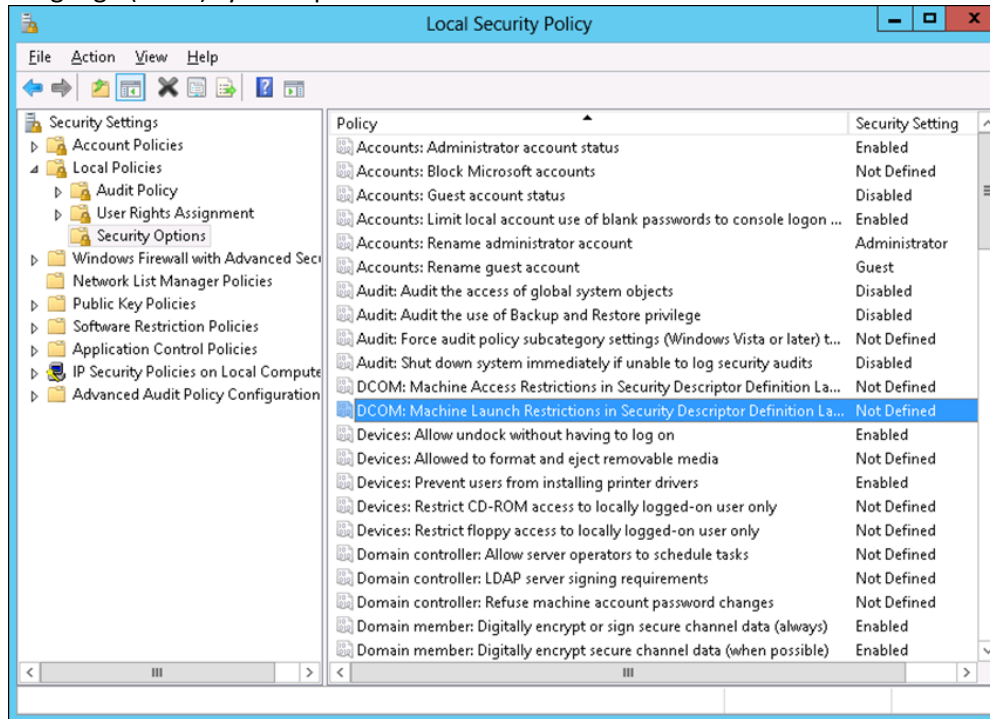 Local Security Policy
File Action View Help
Security Settings
Account Policies
Local Policies
Audit Policy
User Rights Assignment
Security Options
Windows Firewall with Advanced Secu
Network List Manager Policies
Public Key Policies
Software Restriction Policies
Application Control Policies
IP Security Policies on Local Compute
Advanced Audit Policy Configuration
Policy Security Setting
Accounts: Administrator account status Enabled
Accounts: Block Microsoft accounts Not Defined
Accounts: Guest account status Disabled
Accounts: Limit local account use of blank passwords to console logon ... Enabled
Accounts: Rename administrator account Administrator
Accounts: Rename guest account Guest
Audit: Audit the access of global system objects Disabled
Audit: Audit the use of Backup and Restore privilege Disabled
Audit: Force audit policy subcategory settings (Windows Vista or later) t... Not Defined
Audit: Shut down system immediately if unable to log security audits Disabled
DCOM: Machine Access Restrictions in Security Descriptor Definition La... Not Defined
DCOM: Machine Launch Restrictions in Security Descriptor Definition La... Not Defined
Devices: Allow undock without having to log on Enabled
Devices: Allowed to format and eject removable media Not Defined
Devices: Prevent users from installing printer drivers Enabled
Devices: Restrict CD-ROM access to locally logged-on user only Not Defined
Devices: Restrict floppy access to locally logged-on user only Not Defined
Domain controller: Allow server operators to schedule tasks Not Defined
Domain controller: LDAP server signing requirements Not Defined
Domain controller: Refuse machine account password changes Not Defined
Domain member: Digitally encrypt or sign secure channel data (always) Enabled
Domain member: Digitally encrypt secure channel data (when possible) Enabled